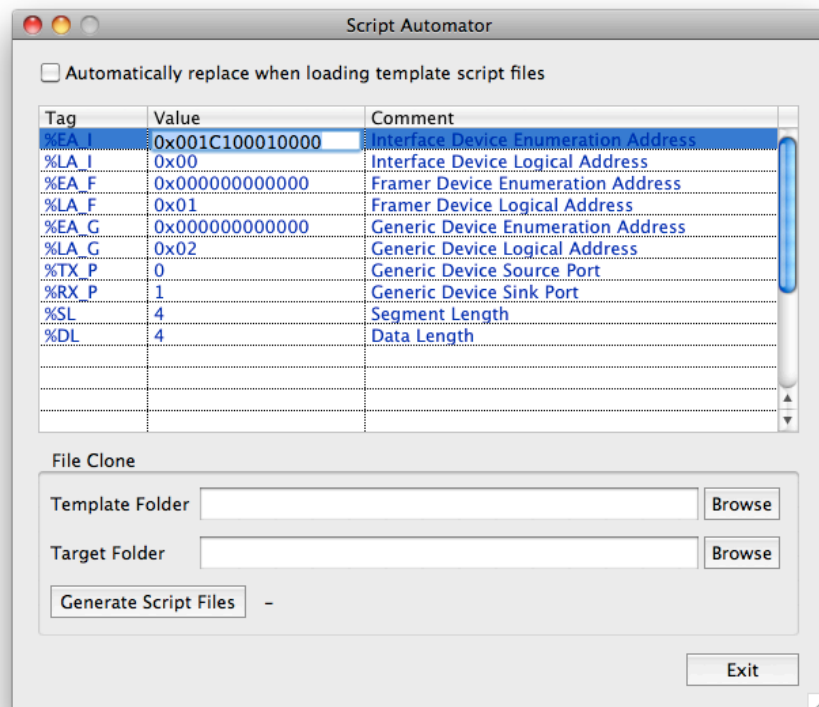 Script Automator
Automatically replace when loading template script files
Tag Value Comment
%EA_I 0x001C100010000 Interface Device Enumeration Address
%LA_I 0x00 Interface Device Logical Address
%EA_F 0x000000000000 Framer Device Enumeration Address
%LA_F 0x01 Framer Device Logical Address
%EA_G 0x000000000000 Generic Device Enumeration Address
%LA_G 0x02 Generic Device Logical Address
%TX_P 0 Generic Device Source Port
%RX_P 1 Generic Device Sink Port
%SL 4 Segment Length
%DL 4 Data Length
File Clone
Template Folder Browse
Target Folder Browse
Generate Script Files -
Exit